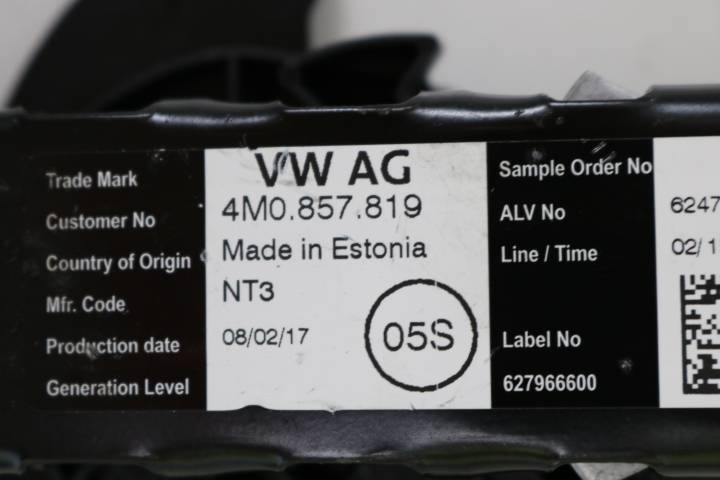 Trade Mark VW AG Sample Order No
Customer No 4M0.857.819 ALV No 6247
Country of Origin Made in Estonia Line / Time 02/1
Mfr. Code NT3
Production date 08/02/17 05S Label No
Generation Level 627966600